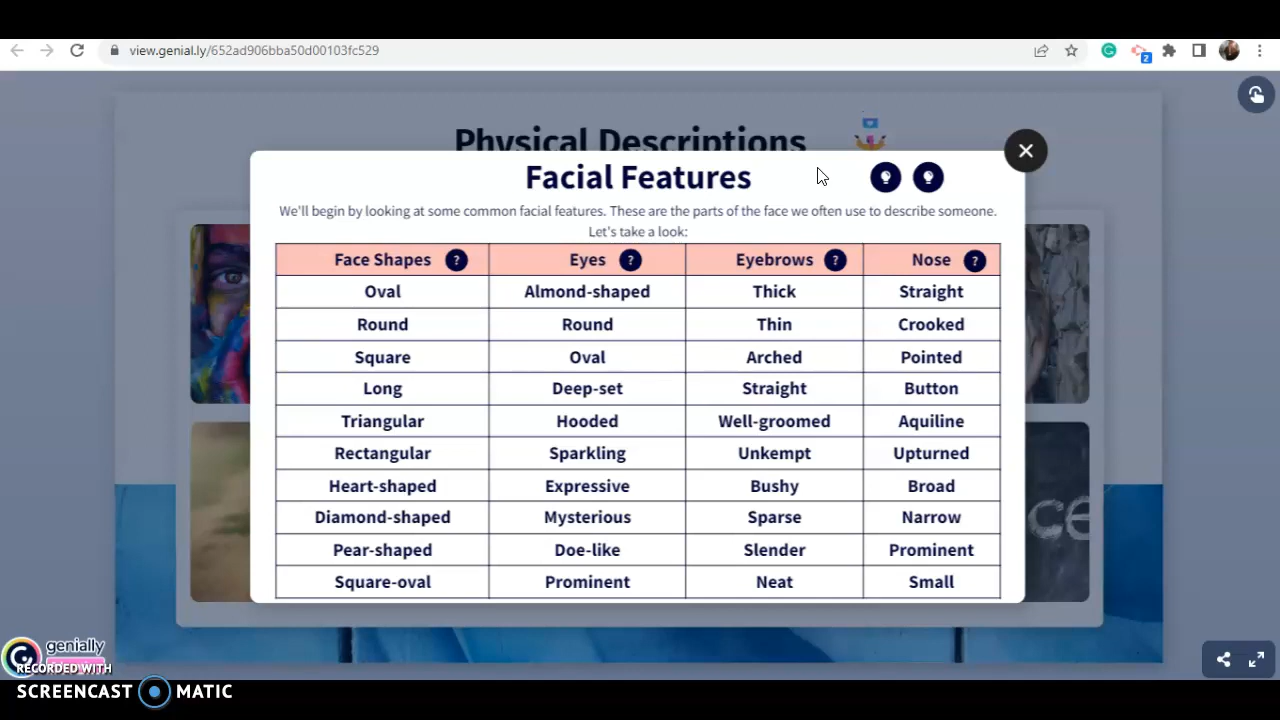 view.genial.ly/652ad906bba50d00103fc529
2
Physical Descriptions
Facial Features
We'll begin by looking at some common facial features. These are the parts of the face we often use to describe someone.
Let's take a look:
Face Shapes ? Eyes ? Eyebrows ? Nose ?
Oval Almond-shaped Thick Straight
Round Round Thin Crooked
Square Oval Arched Pointed
Long Deep-set Straight Button
Triangular Hooded Well-groomed Aquiline
Rectangular Sparkling Unkempt Upturned
Heart-shaped Expressive Bushy Broad
Diamond-shaped Mysterious Sparse Narrow
Pear-shaped Doe-like Slender Prominent
Square-oval Prominent Neat Small
genially
RECORDED WITH
SCREENCAST MATIC